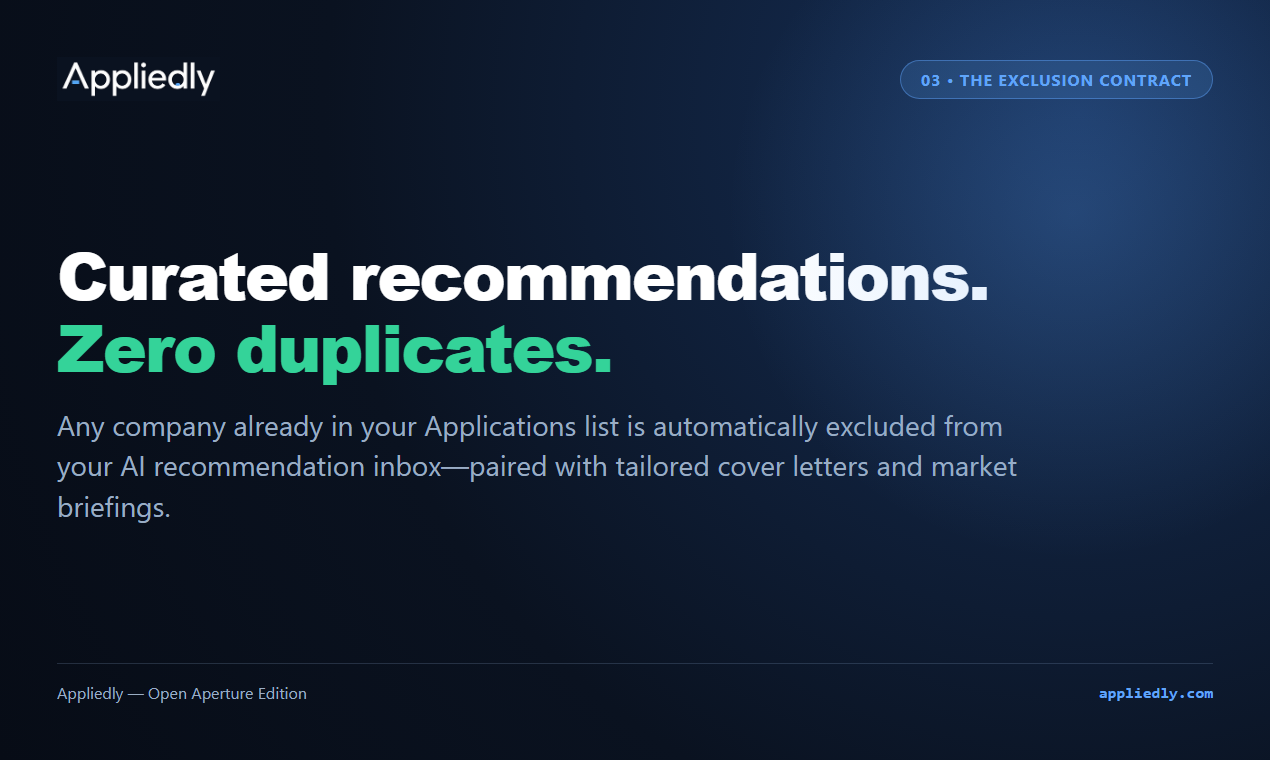 Appliedly
03 • THE EXCLUSION CONTRACT
Curated recommendations.
Zero duplicates.
Any company already in your Applications list is automatically excluded from
your AI recommendation inbox—paired with tailored cover letters and market
briefings.
Appliedly — Open Aperture Edition
appliedly.com